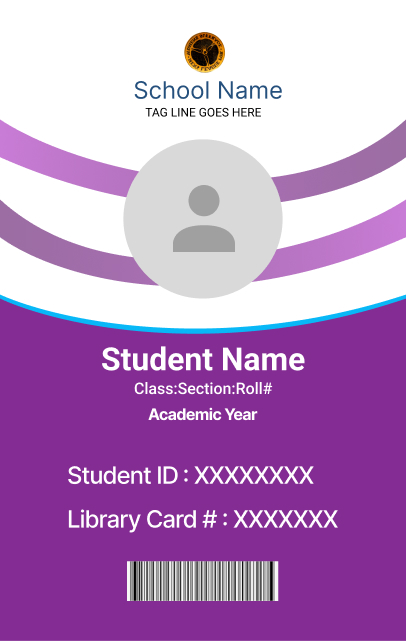 School Name
TAG LINE GOES HERE
Student Name
Class:Section:Roll#
Academic Year
Student ID : XXXXXXXX
Library Card # : XXXXXXX